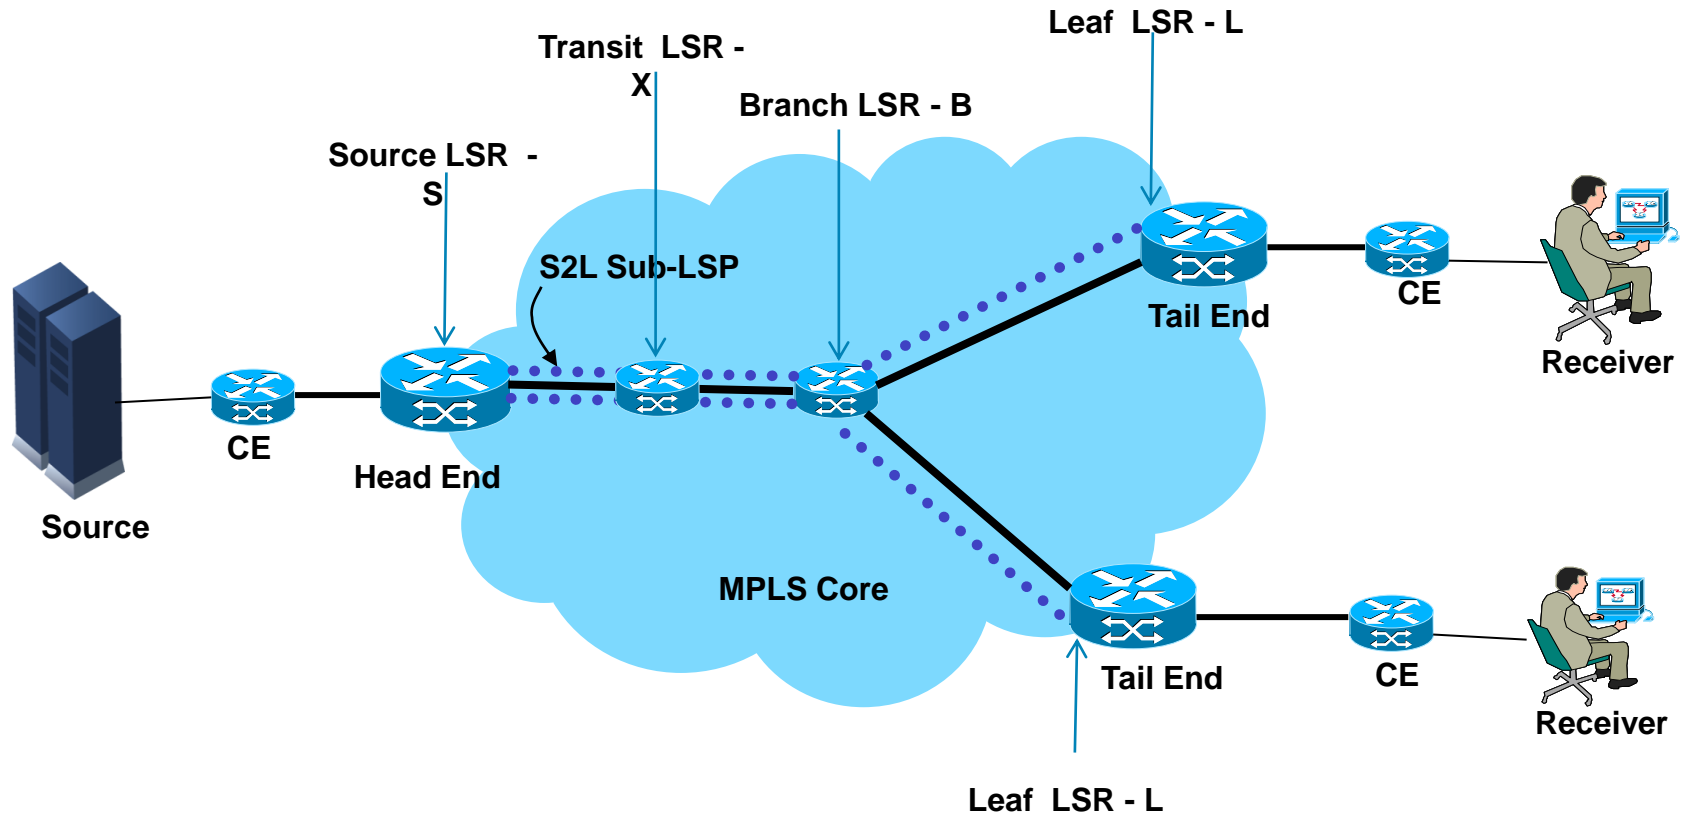 Leaf LSR - L
Transit LSR -
X
Branch LSR - B
Source LSR -
S
S2L Sub-LSP
CE
Tail End
Receiver
CE
Head End
Source
MPLS Core
Tail End
CE
Receiver
Leaf LSR - L